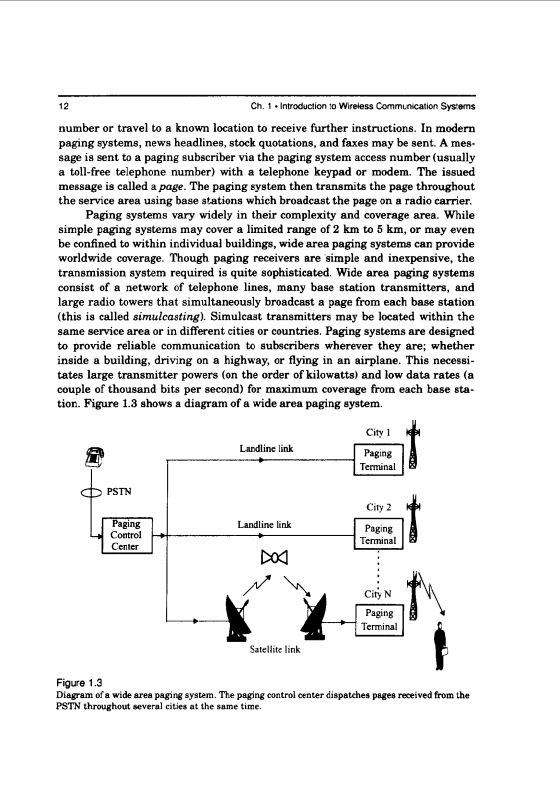 12
Ch. 1 • Introduction to Wireless Communication Systems
number or travel to a known location to receive further instructions. In modern
paging systems, news headlines, stock quotations, and faxes may be sent. A mes-
sage is sent to a paging subscriber via the paging system access number (usually
a toll-free telephone number) with a telephone keypad or modem. The issued
message is called a page. The paging system then transmits the page throughout
the service area using base stations which broadcast the page on a radio carrier.
Paging systems vary widely in their complexity and coverage area. While
simple paging systems may cover a limited range of 2 km to 5 km, or may even
be confined to within individual buildings, wide area paging systems can provide
worldwide coverage. Though paging receivers are simple and inexpensive, the
transmission system required is quite sophisticated. Wide area paging systems
consist of a network of telephone lines, many base station transmitters, and
large radio towers that simultaneously broadcast a page from each base station
(this is called simulcasting). Simulcast transmitters may be located within the
same service area or in different cities or countries. Paging systems are designed
to provide reliable communication to subscribers wherever they are; whether
inside a building, driving on a highway, or flying in an airplane. This necessi-
tates large transmitter powers (on the order of kilowatts) and low data rates (a
couple of thousand bits per second) for maximum coverage from each base sta-
tion. Figure 1.3 shows a diagram of a wide area paging system.
City 1
Landline link
Paging
Terminal
PSTN
City 2
Paging
Control
Center
Landline link
Paging
Terminal
City N
Paging
Terminal
Satellite link
Figure 1.3
Diagram of a wide area paging system. The paging control center dispatches pages received from the
PSTN throughout several cities at the same time.